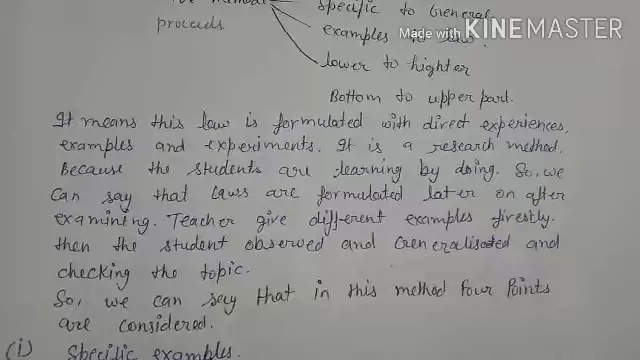 specific to General
proceeds
examples to law.
Made with KINEMASTER
lower to highter
Bottom to upper part.
It means this law is formulated with direct experiences,
examples and experiments. It is a research method.
Because the students are learning by doing. So, we
can say that laws are formulated later on after
examining. Teacher give different examples firestly.
then the student observed and Generalisated and
checking the topic.
So, we can say that in this method Four Points
are considered.
(i) Specific examples.